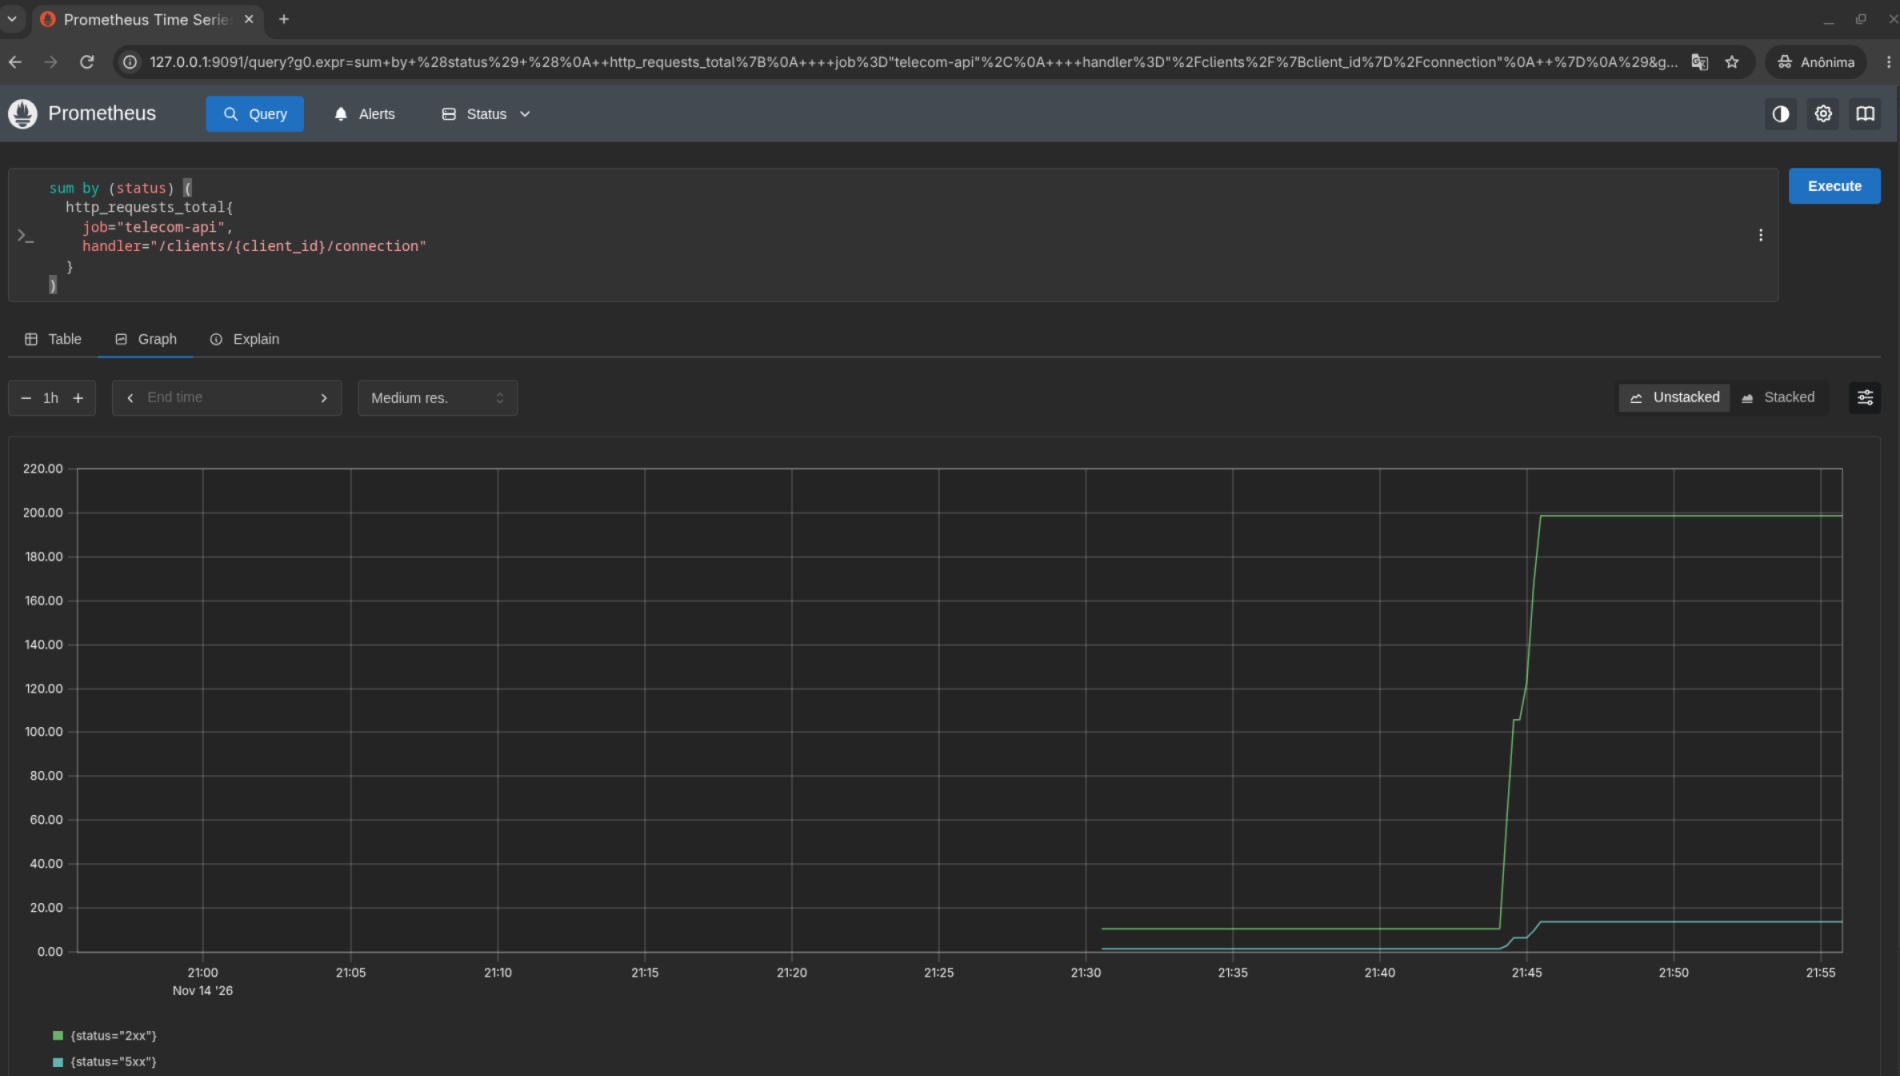 Prometheus Time Serie
127.0.0.1:9091/query?g0.expr=sum+by+%28status%29+%28%0A++http_requests_total%7B%0A++++job%3D"telecom-api"%2C%0A++++handler%3D"%2Fclients%2F%7Bclient_id%7D%2Fconnection"%0A++%7D%0A%29&g...
Anônima
Prometheus
Query
Alerts
Status
sum by (status) (
http_requests_total{
job="telecom-api",
handler="/clients/{client_id}/connection"
}
)
Execute
Table
Graph
Explain
1h
End time
Medium res.
Unstacked
Stacked
220.00
200.00
180.00
160.00
140.00
120.00
100.00
80.00
60.00
40.00
20.00
0.00
21:00
21:05
21:10
21:15
21:20
21:25
21:30
21:35
21:40
21:45
21:50
21:55
Nov 14 '26
{status="2xx"}
{status="5xx"}